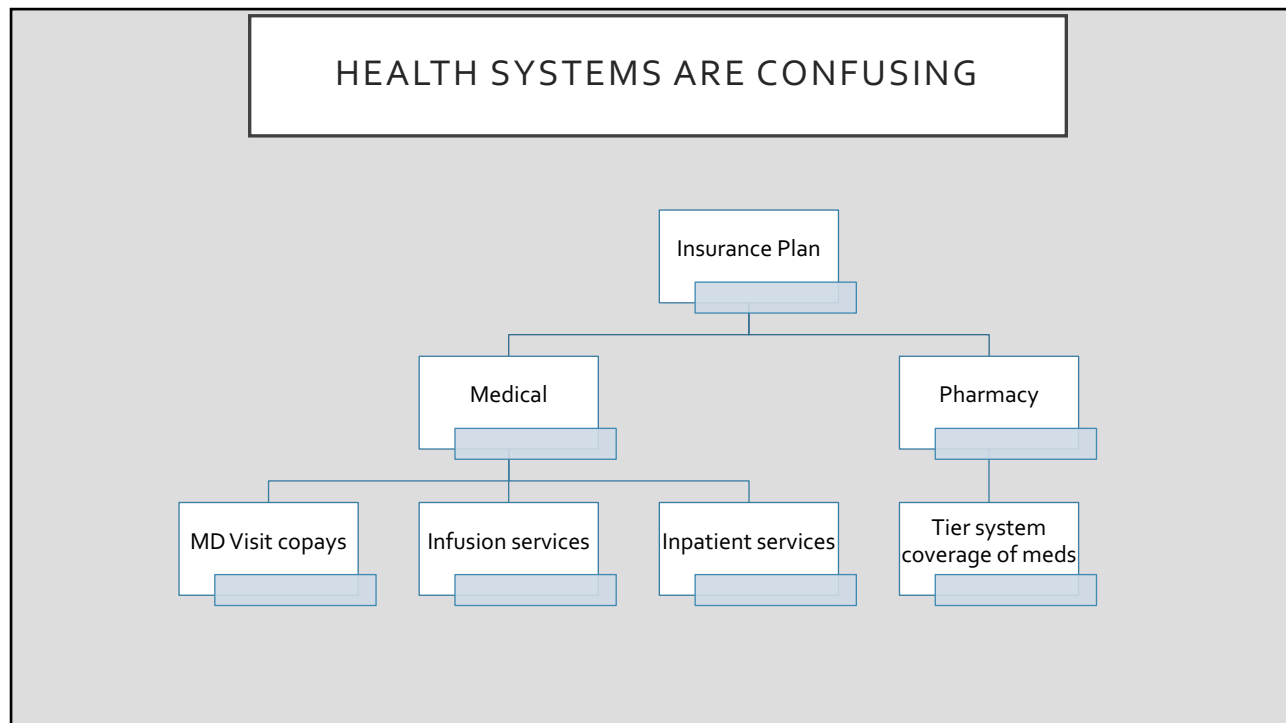 HEALTH SYSTEMS ARE CONFUSING
Insurance Plan
Medical
Pharmacy
MD Visit copays
Infusion services
Inpatient services
Tier system
coverage of meds